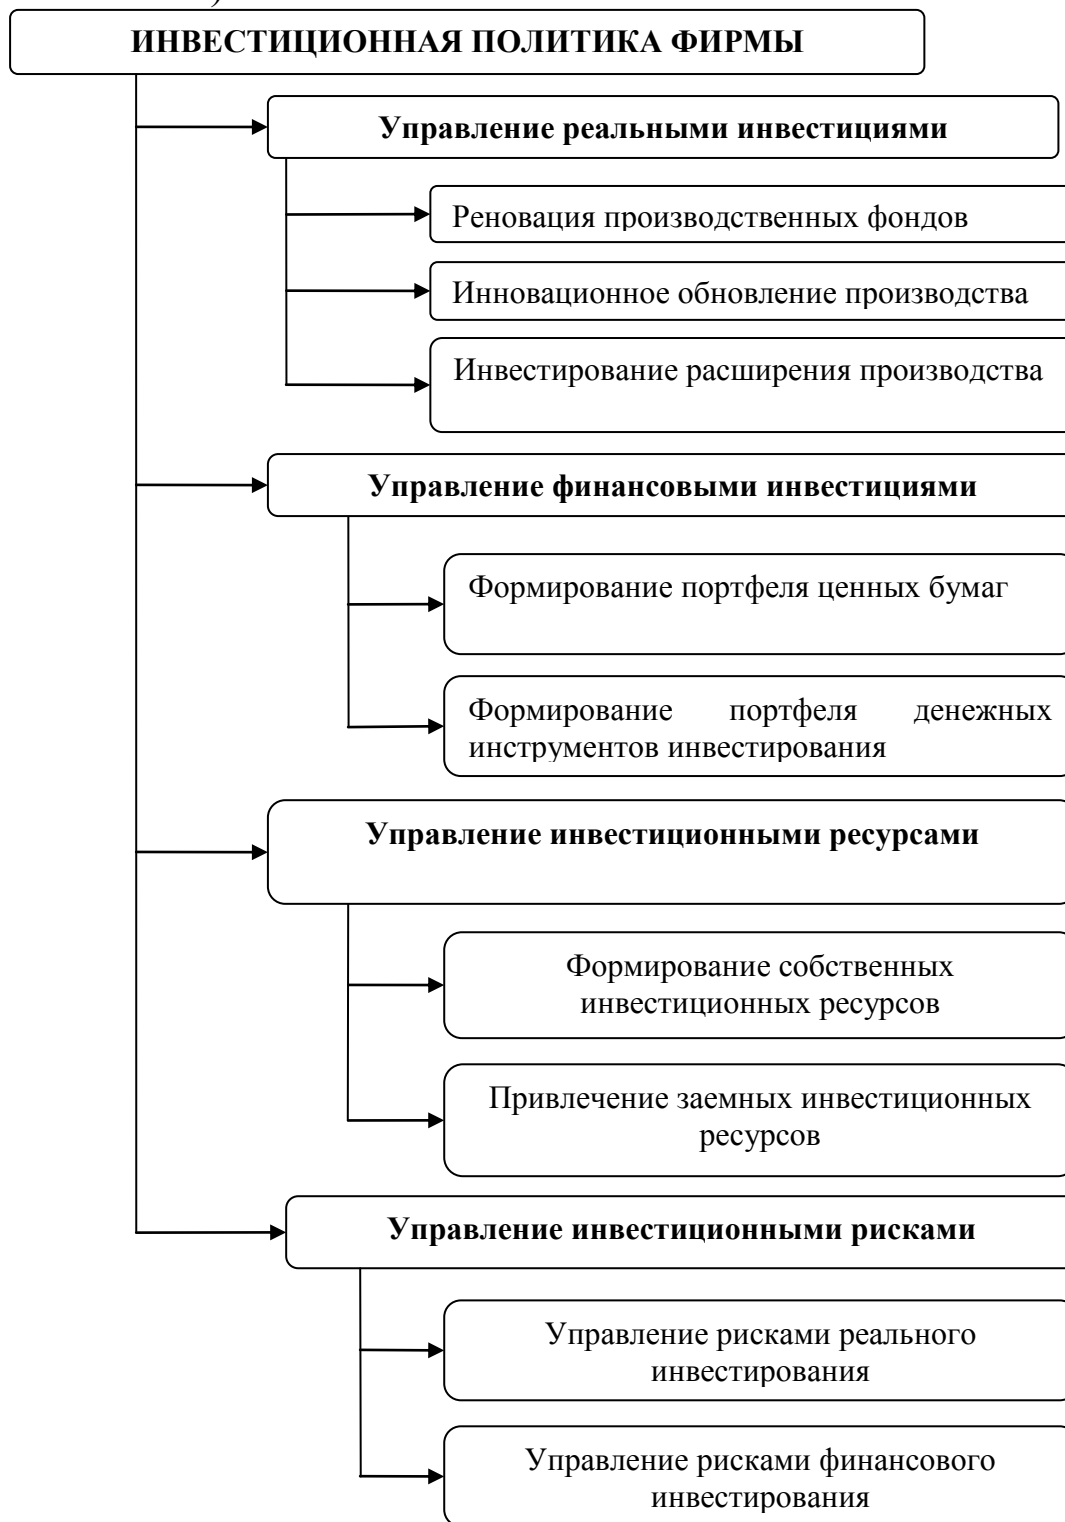 )
ИНВЕСТИЦИОННАЯ ПОЛИТИКА ФИРМЫ
Управление реальными инвестициями
Реновация производственных фондов
Инновационное обновление производства
Инвестирование расширения производства
Управление финансовыми инвестициями
Формирование портфеля ценных бумаг
Формирование портфеля денежных
инструментов инвестирования
Управление инвестиционными ресурсами
Формирование собственных
инвестиционных ресурсов
Привлечение заемных инвестиционных
ресурсов
Управление инвестиционными рисками
Управление рисками реального
инвестирования
Управление рисками финансового
инвестирования